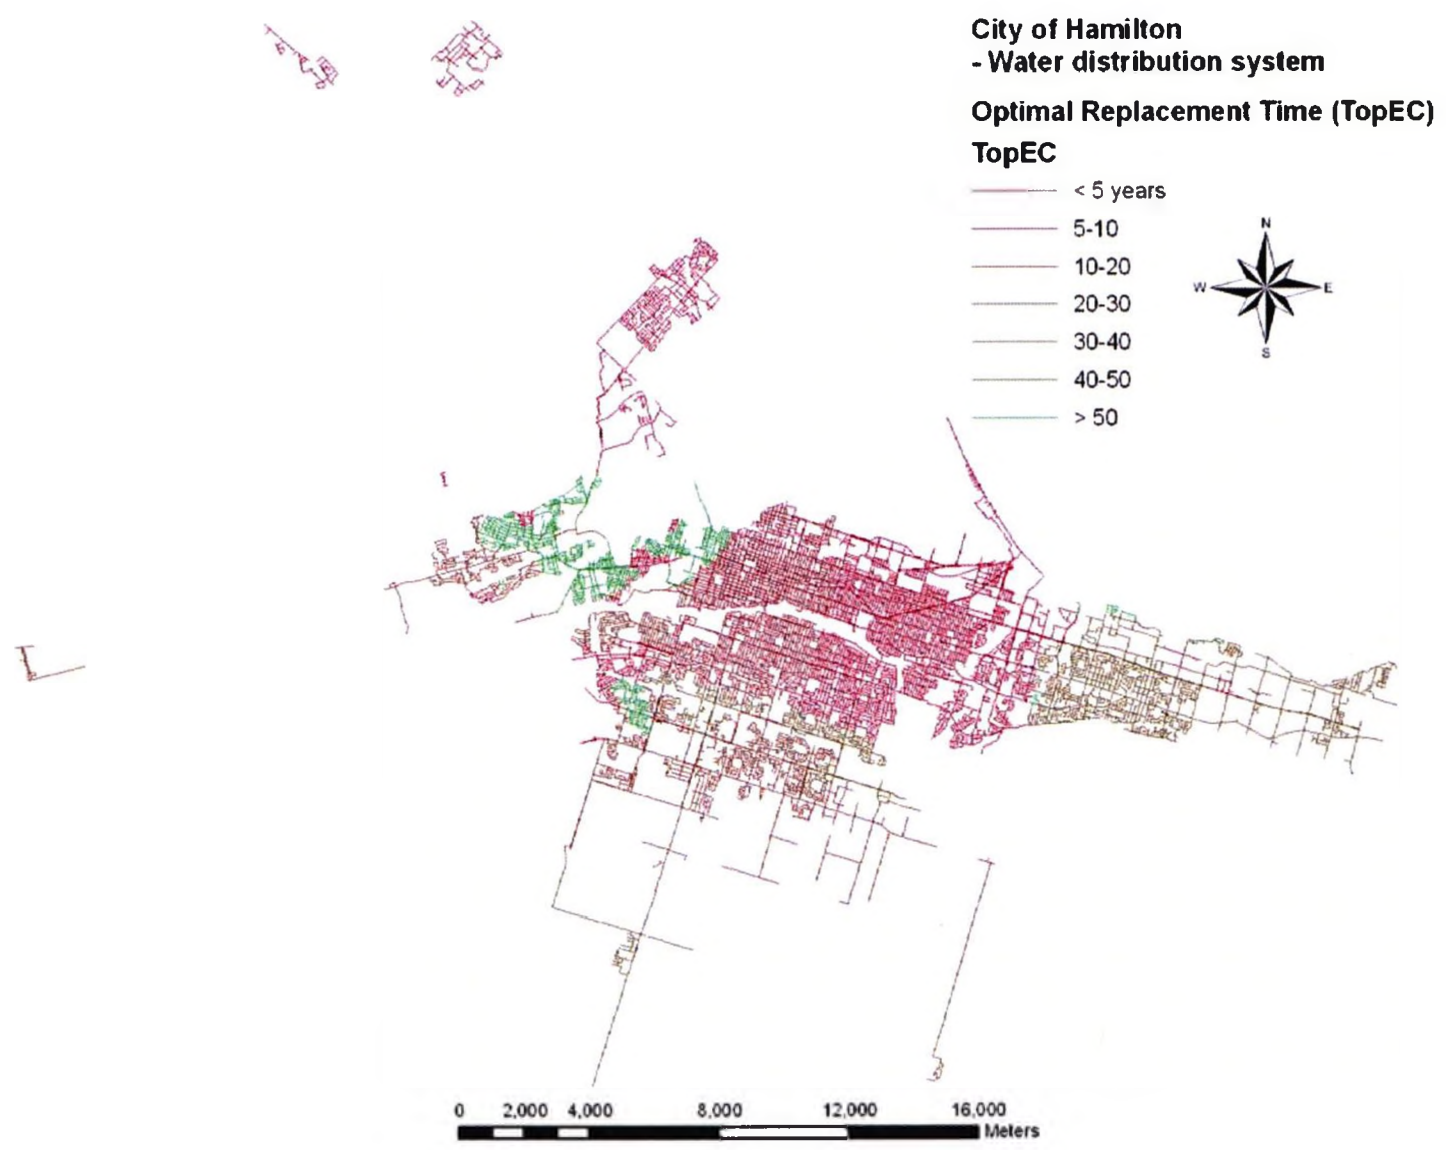 City of Hamilton
- Water distribution system
Optimal Replacement Time (TopEC)
TopEC
< 5 years
5-10
10-20
20-30
30-40
40-50
> 50
N
W
E
S
0 2,000 4,000 8,000 12,000 16,000
Meters